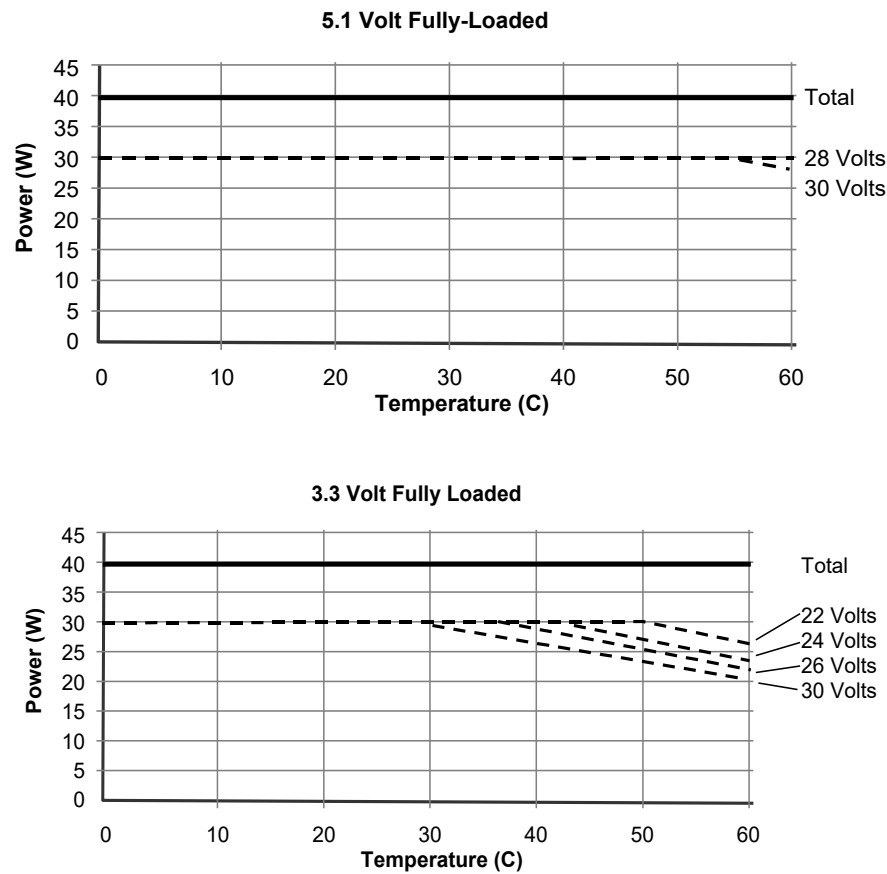 5.1 Volt Fully-Loaded
45
40
35
30
25
20
15
10
5
0
Power (W)
Total
28 Volts
30 Volts
0 10 20 30 40 50 60
Temperature (C)
3.3 Volt Fully Loaded
45
40
35
30
25
20
15
10
5
0
Power (W)
Total
22 Volts
24 Volts
26 Volts
30 Volts
0 10 20 30 40 50 60
Temperature (C)